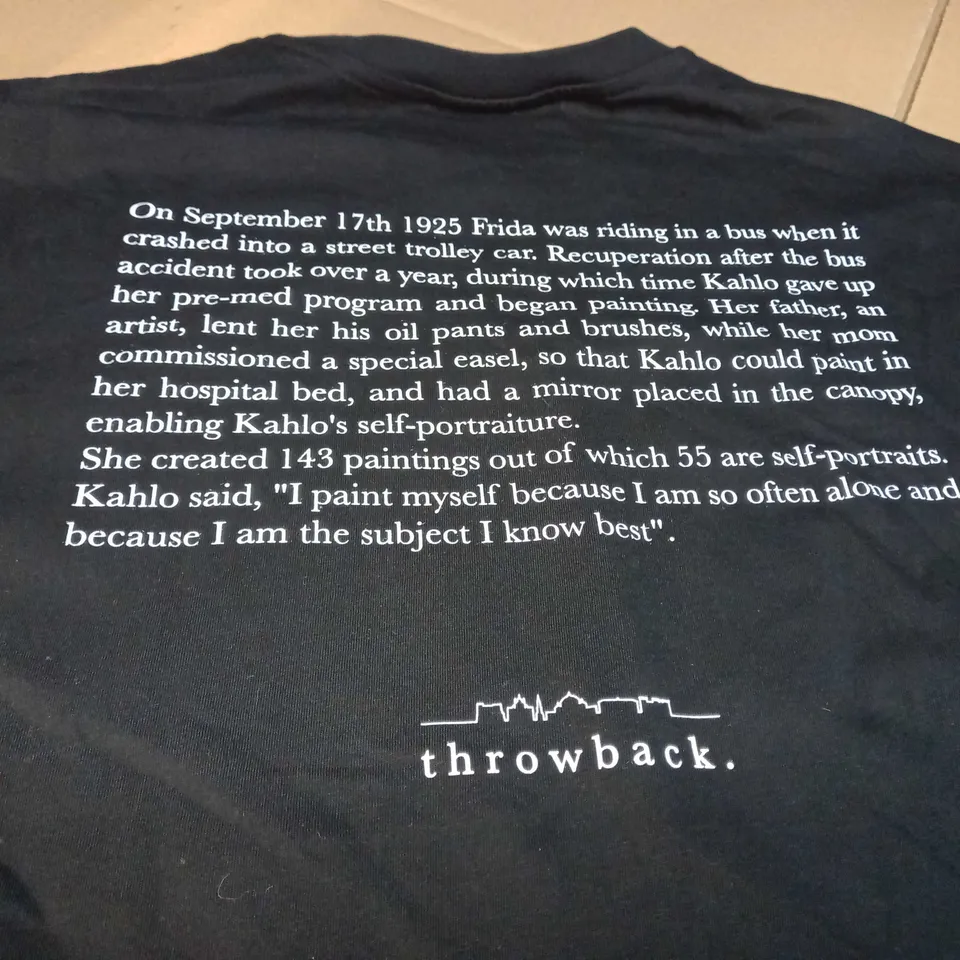 On September 17th 1925 Frida was riding in a bus when it
crashed into a street trolley car. Recuperation after the bus
accident took over a year, during which time Kahlo gave up
her pre-med program and began painting. Her father, an
artist, lent her his oil pants and brushes, while her mom
commissioned a special easel, so that Kahlo could paint in
her hospital bed, and had a mirror placed in the canopy,
enabling Kahlo's self-portraiture.
She created 143 paintings out of which 55 are self-portraits.
Kahlo said, "I paint myself because I am so often alone and
because I am the subject I know best".
throwback.